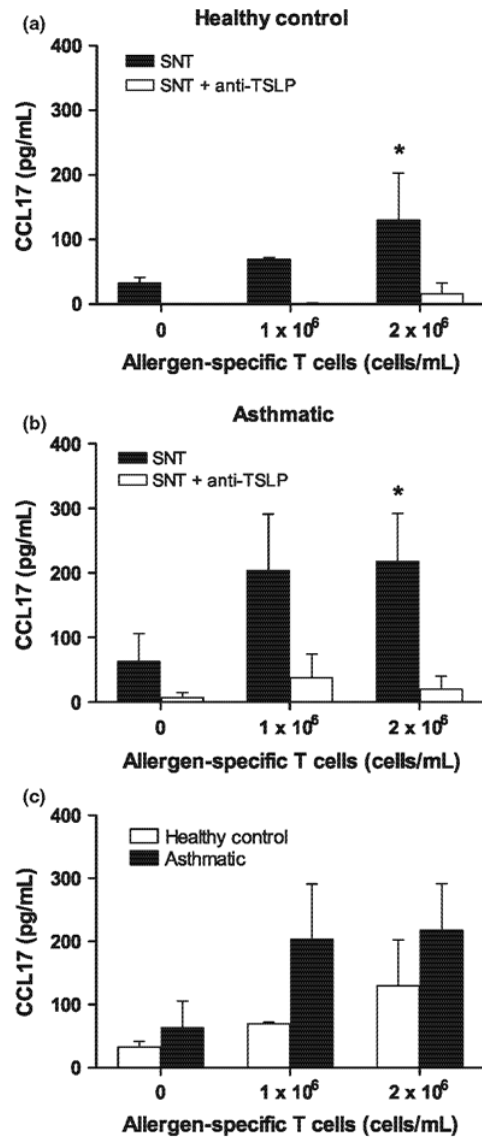 (a)
Healthy control
400
300
200
100
0
CCL17 (pg/mL)
SNT
SNT + anti-TSLP
*
0
1 x 10⁶
2 x 10⁶
Allergen-specific T cells (cells/mL)
(b)
Asthmatic
400
300
200
100
0
CCL17 (pg/mL)
SNT
SNT + anti-TSLP
*
0
1 x 10⁶
2 x 10⁶
Allergen-specific T cells (cells/mL)
(c)
400
300
200
100
0
CCL17 (pg/mL)
Healthy control
Asthmatic
0
1 x 10⁶
2 x 10⁶
Allergen-specific T cells (cells/mL)